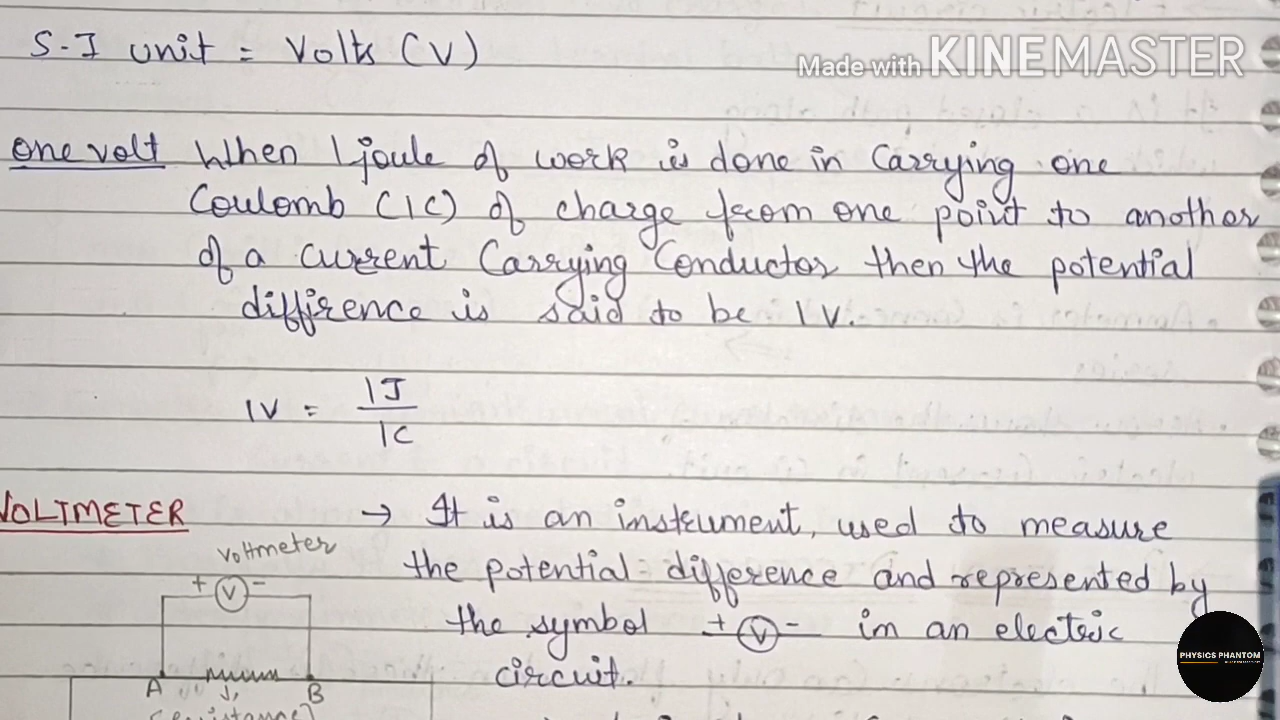 S.I unit = Volts (V)
Made with KINEMASTER
one volt When 1 joule of work is done in carrying one
Coulomb (1C) of charge from one point to another
of a current carrying conductor then the potential
diffirence is said to be 1V.
1V = 1J
1C
VOLTMETER
→ It is an instrument, used to measure
the potential difference and represented by
the symbol + V - in an electric
circuit.
voltmeter
+ V -
A B
(resistance)
PHYSICS PHANTOM